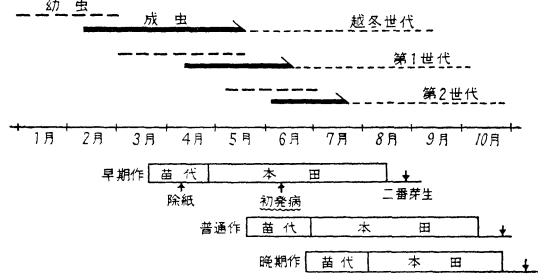 幼虫
成虫
越冬世代
第1世代
第2世代
1月 2月 3月 4月 5月 6月 7月 8月 9月 10月
早期作 苗代 本田
除紙 初発病 二番芽生
普通作 苗代 本田
晩期作 苗代 本田